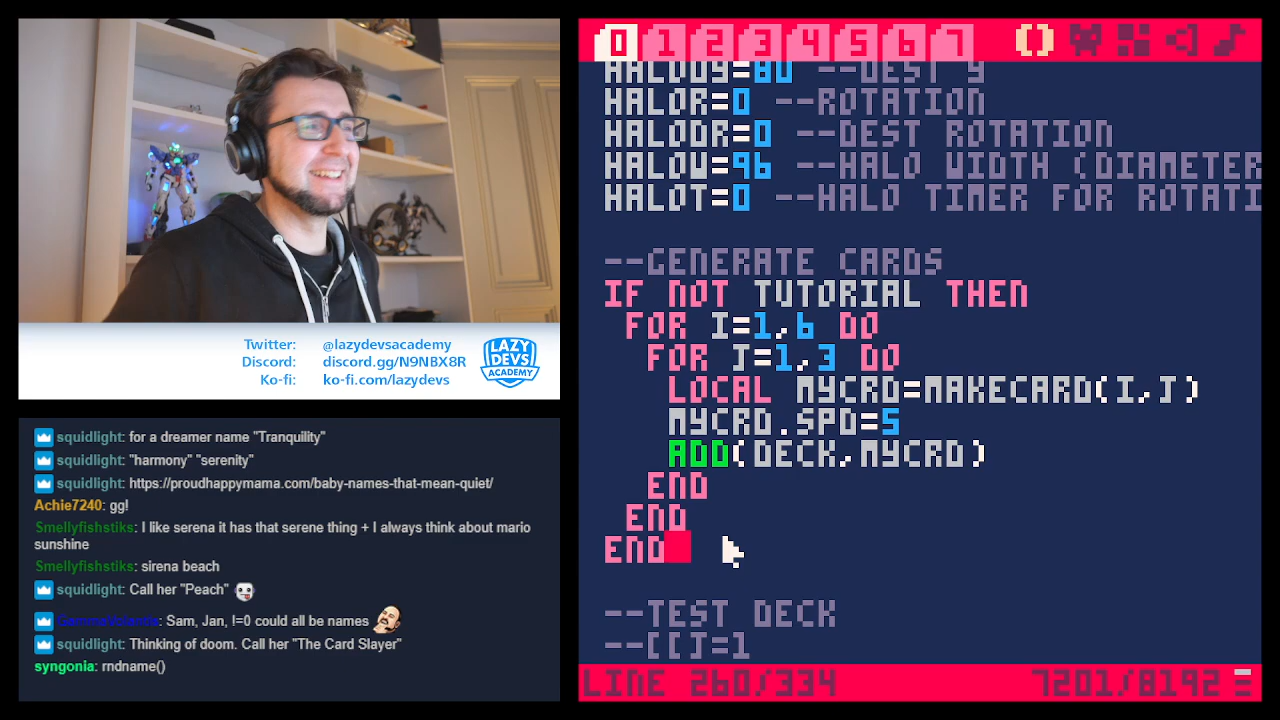 Twitter: @lazydevsacademy
Discord: discord.gg/N9NBX8R
Ko-fi: ko-fi.com/lazydevs
LAZY
DEVS
ACADEMY
squidlight: for a dreamer name "Tranquility"
squidlight: "harmony" "serenity"
squidlight: https://proudhappymama.com/baby-names-that-mean-quiet/
Achie7240: gg!
Smellyfishstiks: I like serena it has that serene thing + I always think about mario
sunshine
Smellyfishstiks: sirena beach
squidlight: Call her "Peach"
GammaVolantis: Sam, Jan, !=0 could all be names
squidlight: Thinking of doom. Call her "The Card Slayer"
syngonia: rndname()
0 1 2 3 4 5 6 7 ()
HALODY=80 --DEST Y
HALOR=0 --ROTATION
HALODR=0 --DEST ROTATION
HALOW=96 --HALO WIDTH (DIAMETER
HALOT=0 --HALO TIMER FOR ROTATI
--GENERATE CARDS
IF NOT TUTORIAL THEN
FOR I=1,6 DO
FOR J=1,3 DO
LOCAL MYCRD=MAKECARD(I,J)
MYCRD.SPD=5
ADD(DECK,MYCRD)
END
END
END
--TEST DECK
--[[J=1
LINE 260/334 7201/8192